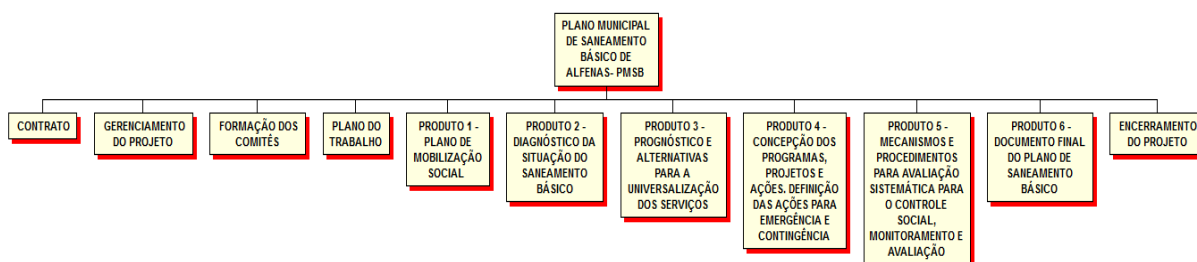 PLANO MUNICIPAL
DE SANEAMENTO
BÁSICO DE
ALFENAS- PMSB
CONTRATO
GERENCIAMENTO
DO PROJETO
FORMAÇÃO DOS
COMITÊS
PLANO DO
TRABALHO
PRODUTO 1 -
PLANO DE
MOBILIZAÇÃO
SOCIAL
PRODUTO 2 -
DIAGNÓSTICO DA
SITUAÇÃO DO
SANEAMENTO
BÁSICO
PRODUTO 3 -
PROGNÓSTICO E
ALTERNATIVAS
PARA A
UNIVERSALIZAÇÃO
DOS SERVIÇOS
PRODUTO 4 -
CONCEPÇÃO DOS
PROGRAMAS,
PROJETOS E
AÇÕES. DEFINIÇÃO
DAS AÇÕES PARA
EMERGÊNCIA E
CONTINGÊNCIA
PRODUTO 5 -
MECANISMOS E
PROCEDIMENTOS
PARA AVALIAÇÃO
SISTEMÁTICA PARA
O CONTROLE
SOCIAL,
MONITORAMENTO E
AVALIAÇÃO
PRODUTO 6 -
DOCUMENTO FINAL
DO PLANO DE
SANEAMENTO
BÁSICO
ENCERRAMENTO
DO PROJETO